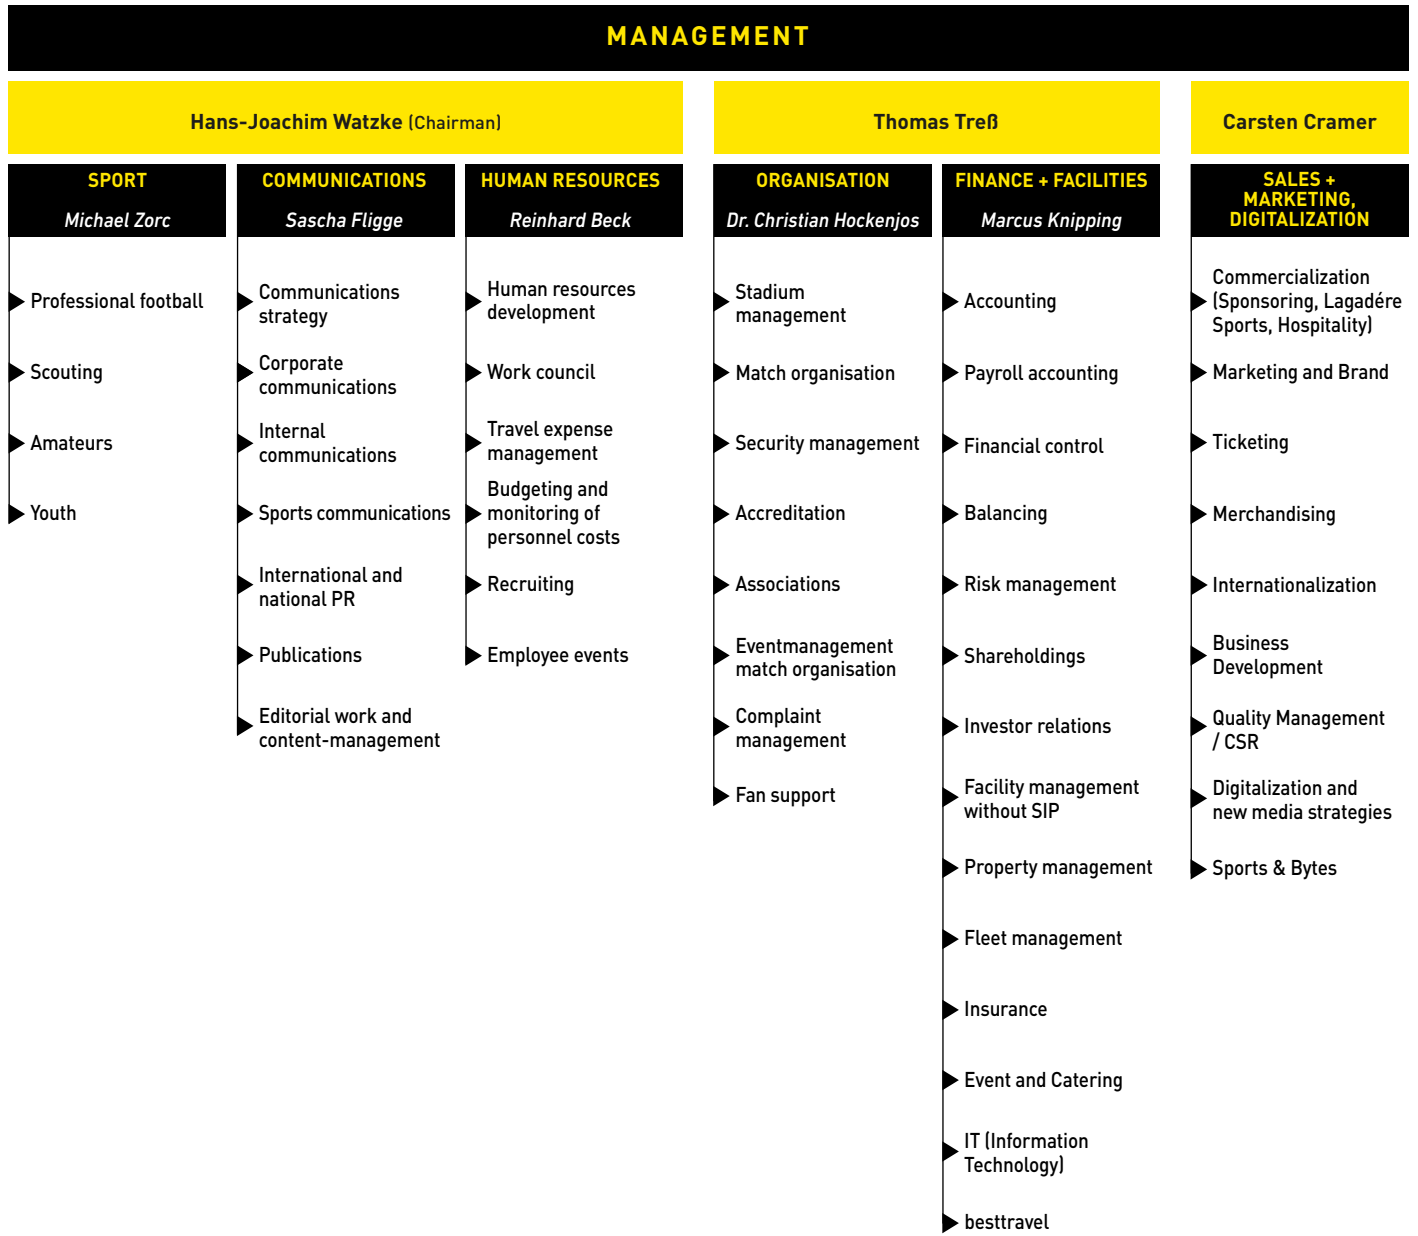 MANAGEMENT
Hans-Joachim Watzke (Chairman)
Thomas Treß
Carsten Cramer
SPORT
Michael Zorc
Professional football
Scouting
Amateurs
Youth
COMMUNICATIONS
Sascha Fligge
Communications
strategy
Corporate
communications
Internal
communications
Sports communications
International and
national PR
Publications
Editorial work and
content-management
HUMAN RESOURCES
Reinhard Beck
Human resources
development
Work council
Travel expense
management
Budgeting and
monitoring of
personnel costs
Recruiting
Employee events
ORGANISATION
Dr. Christian Hockenjos
Stadium
management
Match organisation
Security management
Accreditation
Associations
Eventmanagement
match organisation
Complaint
management
Fan support
FINANCE + FACILITIES
Marcus Knipping
Accounting
Payroll accounting
Financial control
Balancing
Risk management
Shareholdings
Investor relations
Facility management
without SIP
Property management
Fleet management
Insurance
Event and Catering
IT (Information
Technology)
besttravel
SALES +
MARKETING,
DIGITALIZATION
Commercialization
(Sponsoring, Lagadére
Sports, Hospitality)
Marketing and Brand
Ticketing
Merchandising
Internationalization
Business
Development
Quality Management
/ CSR
Digitalization and
new media strategies
Sports & Bytes